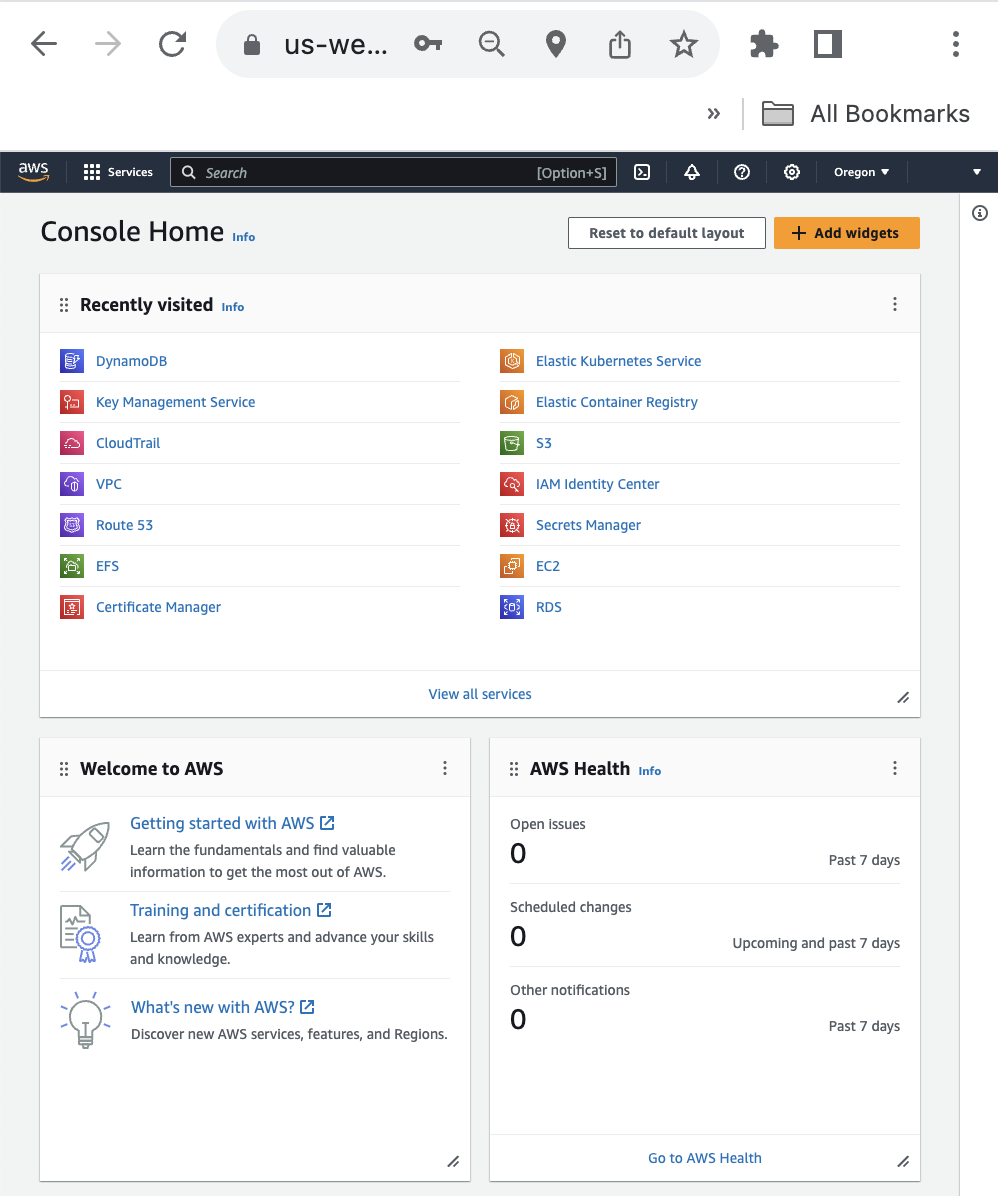 us-we...
» All Bookmarks
aws Services Search [Option+S] Oregon
Console Home Info Reset to default layout Add widgets
Recently visited Info
DynamoDB
Key Management Service
CloudTrail
VPC
Route 53
EFS
Certificate Manager
Elastic Kubernetes Service
Elastic Container Registry
S3
IAM Identity Center
Secrets Manager
EC2
RDS
View all services
Welcome to AWS
Getting started with AWS
Learn the fundamentals and find valuable
information to get the most out of AWS.
Training and certification
Learn from AWS experts and advance your skills
and knowledge.
What's new with AWS?
Discover new AWS services, features, and Regions.
AWS Health Info
Open issues
0
Past 7 days
Scheduled changes
0
Upcoming and past 7 days
Other notifications
0
Past 7 days
Go to AWS Health